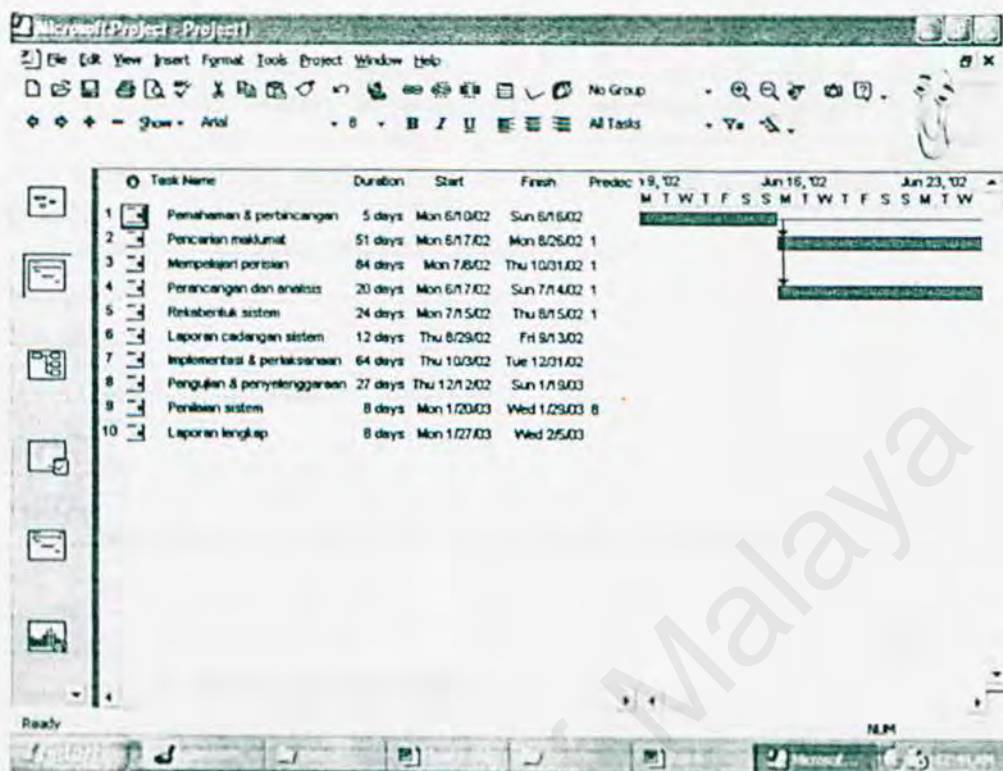 Microsoft Project - Project1
File Edit View Insert Format Tools Project Window Help
No Group
Show Arial 8 B I U All Tasks
Task Name Duration Start Finish Predec 9, '02 Jun 16, '02 Jun 23, '02
M T W T F S S M T W T F S S M T W
1 Pemahaman & perbincangan 5 days Mon 6/10/02 Sun 6/16/02
2 Pencarian maklumat 51 days Mon 6/17/02 Mon 8/26/02 1
3 Mempelajari perisian 84 days Mon 7/8/02 Thu 10/31/02 1
4 Perancangan dan analisis 20 days Mon 6/17/02 Sun 7/14/02 1
5 Rekabentuk sistem 24 days Mon 7/15/02 Thu 8/15/02 1
6 Laporan cadangan sistem 12 days Thu 8/29/02 Fri 9/13/02
7 Implementasi & perlaksanaan 64 days Thu 10/3/02 Tue 12/31/02
8 Pengujian & penyelenggaraan 27 days Thu 12/12/02 Sun 1/19/03
9 Penilaian sistem 8 days Mon 1/20/03 Wed 1/29/03 8
10 Laporan lengkap 8 days Mon 1/27/03 Wed 2/5/03
Ready
NUM
Malaya